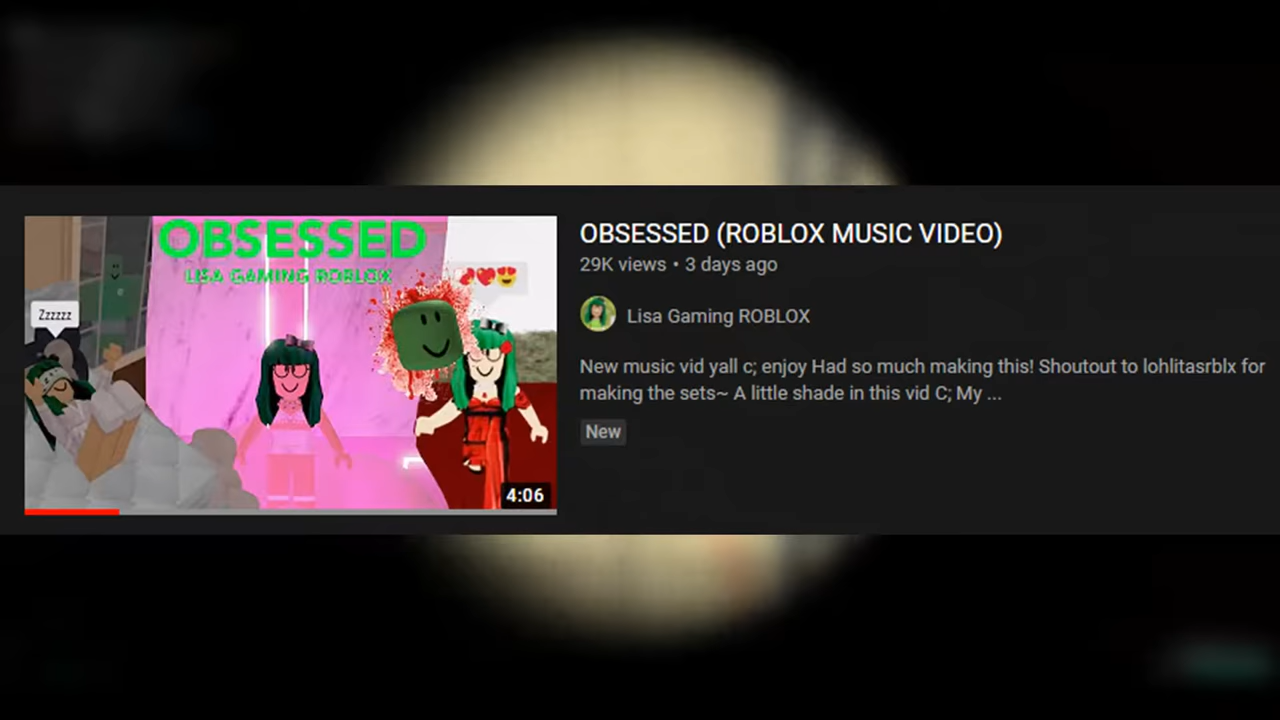 OBSESSED
LISA GAMING ROBLOX
Zzzzzz
4:06
OBSESSED (ROBLOX MUSIC VIDEO)
29K views • 3 days ago
Lisa Gaming ROBLOX
New music vid yall c; enjoy Had so much making this! Shoutout to lohlitasrblx for
making the sets~ A little shade in this vid C; My ...
New